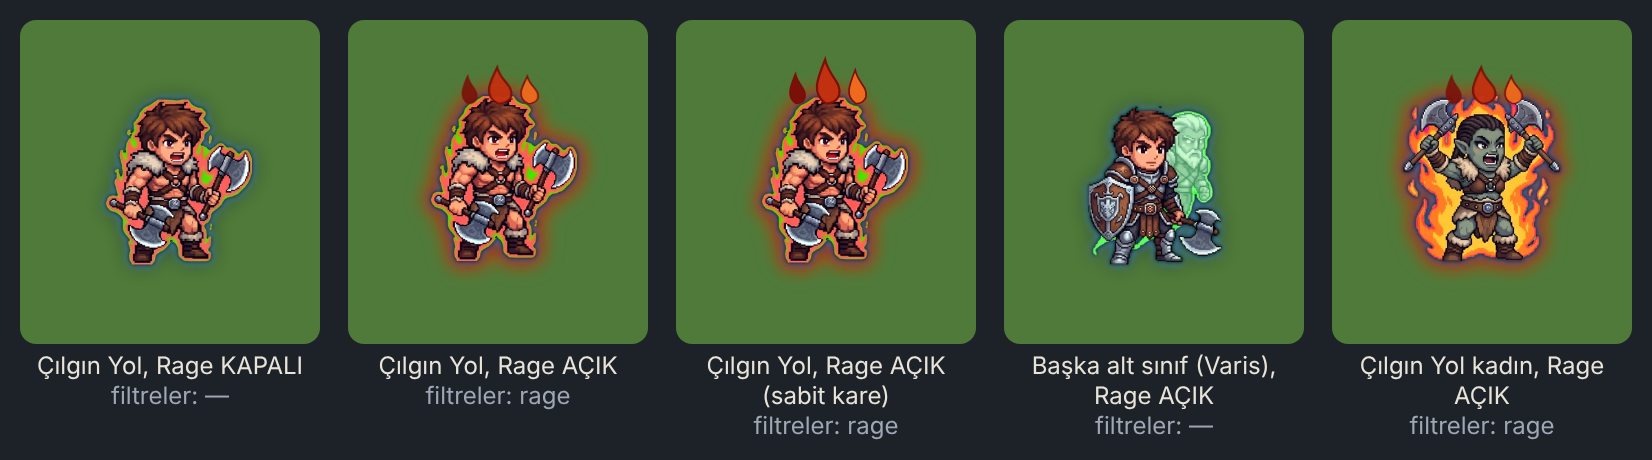 Çılgın Yol, Rage KAPALI
filtreler: —
Çılgın Yol, Rage AÇIK
filtreler: rage
Çılgın Yol, Rage AÇIK
(sabit kare)
filtreler: rage
Başka alt sınıf (Varis),
Rage AÇIK
filtreler: —
Çılgın Yol kadın, Rage
AÇIK
filtreler: rage